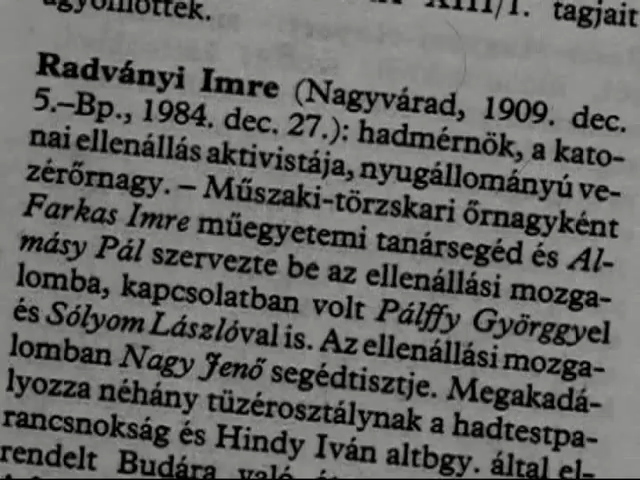 XIII/1. tagjait
Radványi Imre (Nagyvárad, 1909. dec.
5.–Bp., 1984. dec. 27.): hadmérnök, a kato-
nai ellenállás aktivistája, nyugállományú ve-
zérőrnagy. – Műszaki-törzskari őrnagyként
Farkas Imre műegyetemi tanársegéd és Al-
másy Pál szervezte be az ellenállási mozga-
lomba, kapcsolatban volt Pálffy Györggyel
és Sólyom Lászlóval is. Az ellenállási mozga-
lomban Nagy Jenő segédtisztje. Megakadá-
lyozza néhány tüzérosztálynak a hadtestpa-
rancsnokság és Hindy Iván altbgy. által el-
rendelt Budára való